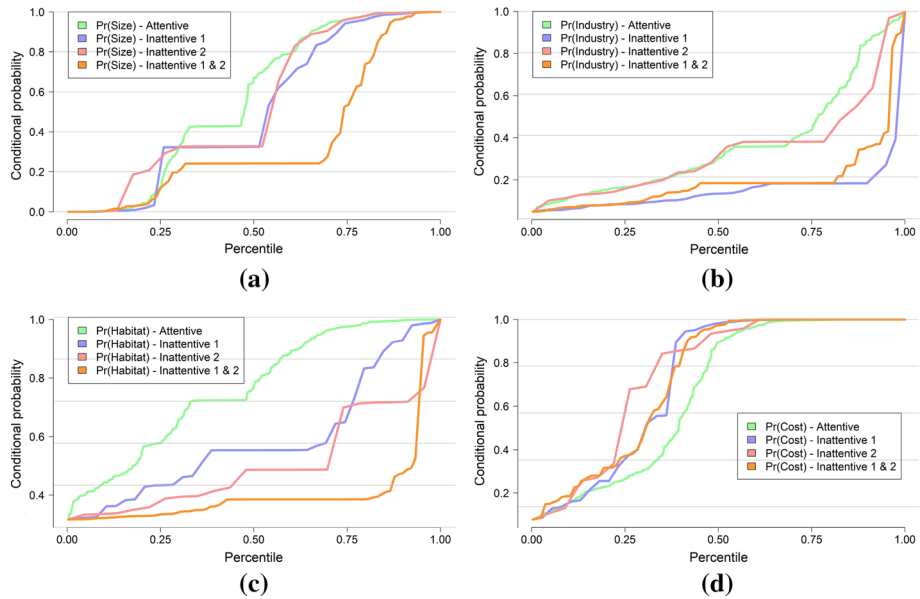 Conditional probability
1.0
0.8
0.6
0.4
0.2
0.0
Pr(Size) - Attentive
Pr(Size) - Inattentive 1
Pr(Size) - Inattentive 2
Pr(Size) - Inattentive 1 & 2
0.00
0.25
0.50
0.75
1.00
Percentile
(a)
Conditional probability
1.0
0.8
0.6
0.4
0.2
Pr(Industry) - Attentive
Pr(Industry) - Inattentive 1
Pr(Industry) - Inattentive 2
Pr(Industry) - Inattentive 1 & 2
0.00
0.25
0.50
0.75
1.00
Percentile
(b)
Conditional probability
1.0
0.8
0.6
0.4
Pr(Habitat) - Attentive
Pr(Habitat) - Inattentive 1
Pr(Habitat) - Inattentive 2
Pr(Habitat) - Inattentive 1 & 2
0.00
0.25
0.50
0.75
1.00
Percentile
(c)
Conditional probability
1.0
0.8
0.6
0.4
0.2
Pr(Cost) - Attentive
Pr(Cost) - Inattentive 1
Pr(Cost) - Inattentive 2
Pr(Cost) - Inattentive 1 & 2
0.00
0.25
0.50
0.75
1.00
Percentile
(d)